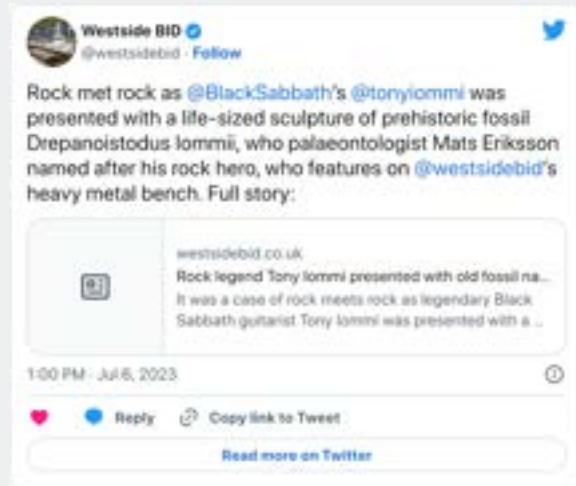 Westside BID
@westsidebid · Follow
Rock met rock as @BlackSabbath's @tonyiommi was
presented with a life-sized sculpture of prehistoric fossil
Drepanoistodus Iommii, who palaeontologist Mats Eriksson
named after his rock hero, who features on @westsidebid's
heavy metal bench. Full story:
westsidebid.co.uk
Rock legend Tony Iommi presented with old fossil na...
It was a case of rock meets rock as legendary Black
Sabbath guitarist Tony Iommi was presented with a ...
1:00 PM · Jul 6, 2023
Reply Copy link to Tweet
Read more on Twitter